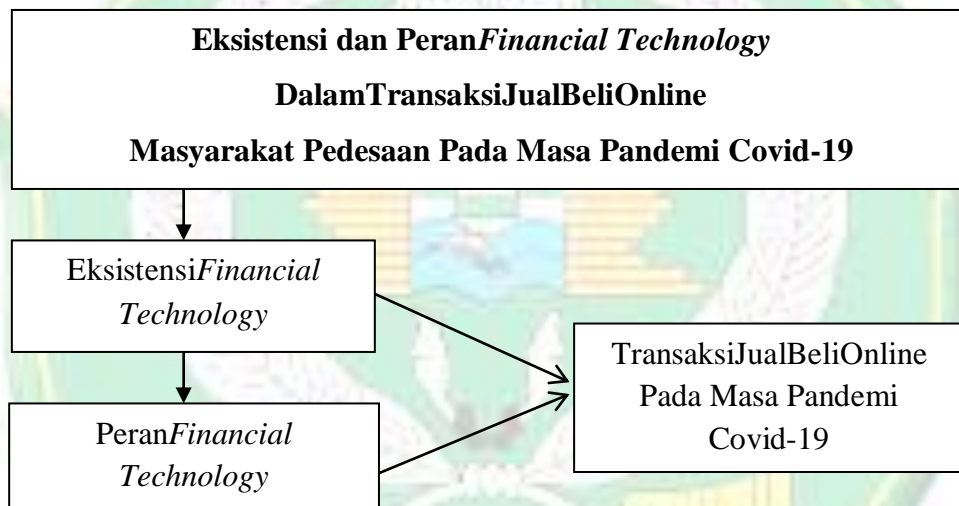 Eksistensi dan PeranFinancial Technology
DalamTransaksiJualBeliOnline
Masyarakat Pedesaan Pada Masa Pandemi Covid-19
EksistensiFinancial
Technology
TransaksiJualBeliOnline
Pada Masa Pandemi
Covid-19
PeranFinancial
Technology